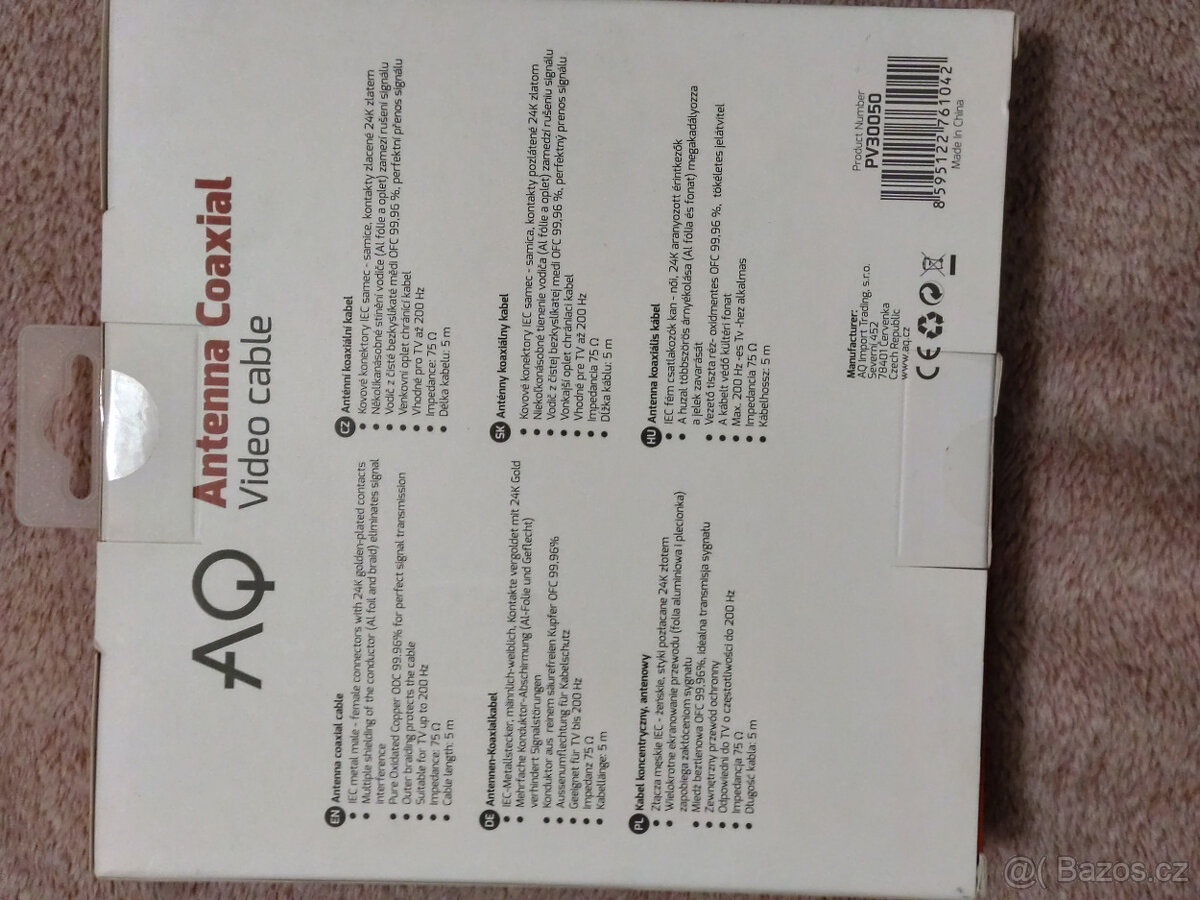 AQ
Antenna Coaxial
Video cable
EN Antenna coaxial cable
• IEC metal male - female connectors with 24K golden-plated contacts
• Multiple shielding of the conductor (Al foil and braid) eliminates signal
interference
• Pure Oxidated Copper ODC 99.96% for perfect signal transmission
• Outer braiding protects the cable
• Suitable for TV up to 200 Hz
• Impedance: 75 Ω
• Cable length: 5 m
DE Antennen-Koaxialkabel
• IEC-Metallstecker, männlich-weiblich, Kontakte vergoldet mit 24K Gold
• Mehrfache Konduktor-Abschirmung (Al-Folie und Geflecht)
verhindert Signalstörungen
• Konduktor aus reinem säurefreien Kupfer OFC 99.96%
• Aussenumflechtung für Kabelschutz
• Geeignet für TV bis 200 Hz
• Impedanz 75 Ω
• Kabellänge: 5 m
PL Kabel koncentryczny, antenowy
• Złącza męskie IEC - żeńskie, styki pozłacane 24K złotem
• Wielokrotne ekranowanie przewodu (folia aluminiowa i plecionka)
zapobiega zakłóceniom sygnatu
• Miedź beztlenowa OFC 99,96%, idealna transmisja sygnatu
• Zewnętrzny przewód ochronny
• Odpowiedni do TV o częstotliwości do 200 Hz
• Impedancja 75 Ω
• Długość kabla: 5 m
CZ Anténní koaxiální kabel
• Kovové konektory IEC samec - samice, kontakty zlacené 24K zlatem
• Několikanásobné stínění vodiče (Al fólie a oplet) zamezí rušení signálu
• Vodič z čisté bezkyslíkaté mědi OFC 99,96 %, perfektní přenos signálu
• Venkovní oplet chránící kabel
• Vhodné pro TV až 200 Hz
• Impedance: 75 Ω
• Délka kabelu: 5 m
SK Anténny koaxiálny kábel
• Kovové konektory IEC samec - samica, kontakty pozlátené 24K zlatom
• Niekoľkonásobné tienenie vodiča (Al fólie a oplet) zamedzí rušeniu signálu
• Vodič z čistej bezkyslíkatej medi OFC 99,96 %, perfektný prenos signálu
• Vonkajší oplet chrániaci kábel
• Vhodné pre TV až 200 Hz
• Impedancia 75 Ω
• Dĺžka káblu: 5 m
HU Antenna koaxiális kábel
• IEC fém csatlakozók kan - női, 24K aranyozott érintkezők
• A huzal többszörös árnyékolása (Al fólia és fonat) megakadályozza
a jelek zavarását
• Vezető tiszta réz- oxidmentes OFC 99,96 %, tökéletes jelátvitel
• A kábelt védő kültéri fonat
• Max. 200 Hz -es Tv -hez alkalmas
• Impedancia 75 Ω
• Kábelhossz: 5 m
Manufacturer:
AQ Import Trading, s.r.o.
Severní 452
78401 Červenka
Czech Republic
www.aq.cz
CE
Product Number
PV30050
8 595122 761042
Made In China
@( Bazos.cz